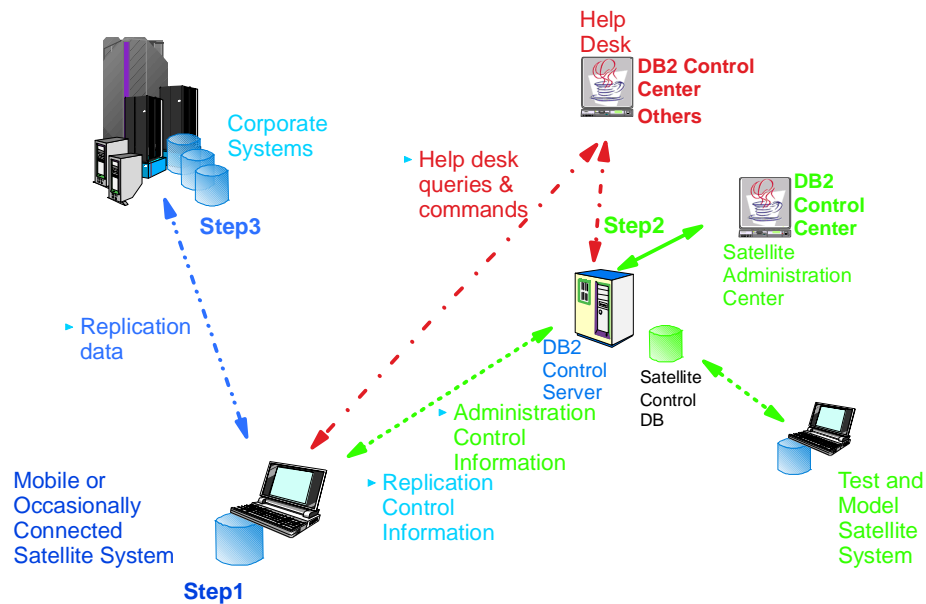 Help
Desk
DB2 Control
Center
Others
Corporate
Systems
Step3
▸ Help desk
queries &
commands
Step2
DB2
Control
Center
Satellite
Administration
Center
▸ Replication
data
DB2
Control
Server
Satellite
Control
DB
▸ Administration
Control
Information
▸ Replication
Control
Information
Mobile or
Occasionally
Connected
Satellite System
Step1
Test and
Model
Satellite
System